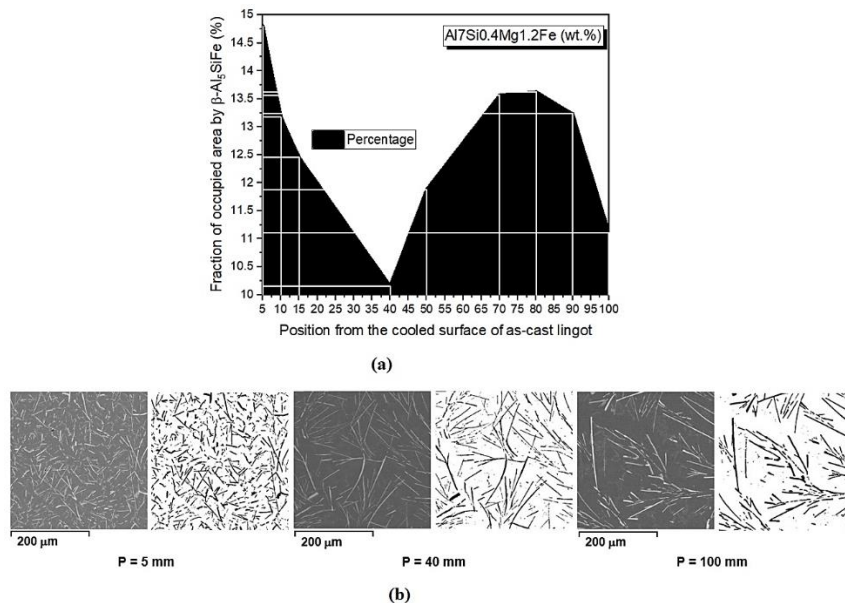 Al7Si0.4Mg1.2Fe (wt.%)
Percentage
Fraction of occupied area by β-Al₅SiFe (%)
15
14.5
14
13.5
13
12.5
12
11.5
11
10.5
10
5 10 15 20 25 30 35 40 45 50 55 60 65 70 75 80 85 90 95 100
Position from the cooled surface of as-cast lingot
(a)
200 μm
200 μm
200 μm
P = 5 mm
P = 40 mm
P = 100 mm
(b)